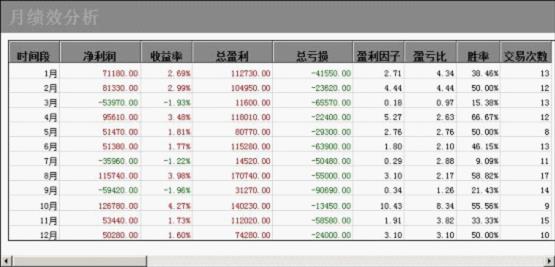 月绩效分析
时间段 净利润 收益率 总盈利 总亏损 盈利因子 盈亏比 胜率 交易次数
1月 71180.00 2.69% 112730.00 -41550.00 2.71 4.34 38.46% 13
2月 81330.00 2.99% 104950.00 -23620.00 4.44 4.44 50.00% 12
3月 -53970.00 -1.93% 11600.00 -65570.00 0.18 0.97 15.38% 13
4月 95610.00 3.48% 118010.00 -22400.00 5.27 2.63 66.67% 12
5月 51470.00 1.81% 80770.00 -29300.00 2.76 2.76 50.00% 8
6月 51380.00 1.77% 115280.00 -63900.00 1.80 2.10 46.15% 13
7月 -35960.00 -1.22% 14520.00 -50480.00 0.29 2.88 9.09% 11
8月 115740.00 3.98% 170740.00 -55000.00 3.10 2.17 58.82% 17
9月 -59420.00 -1.96% 31270.00 -90690.00 0.34 1.26 21.43% 14
10月 126780.00 4.27% 140230.00 -13450.00 10.43 8.34 55.56% 9
11月 53440.00 1.73% 112020.00 -58580.00 1.91 3.82 33.33% 15
12月 50280.00 1.60% 74280.00 -24000.00 3.10 3.10 50.00% 10